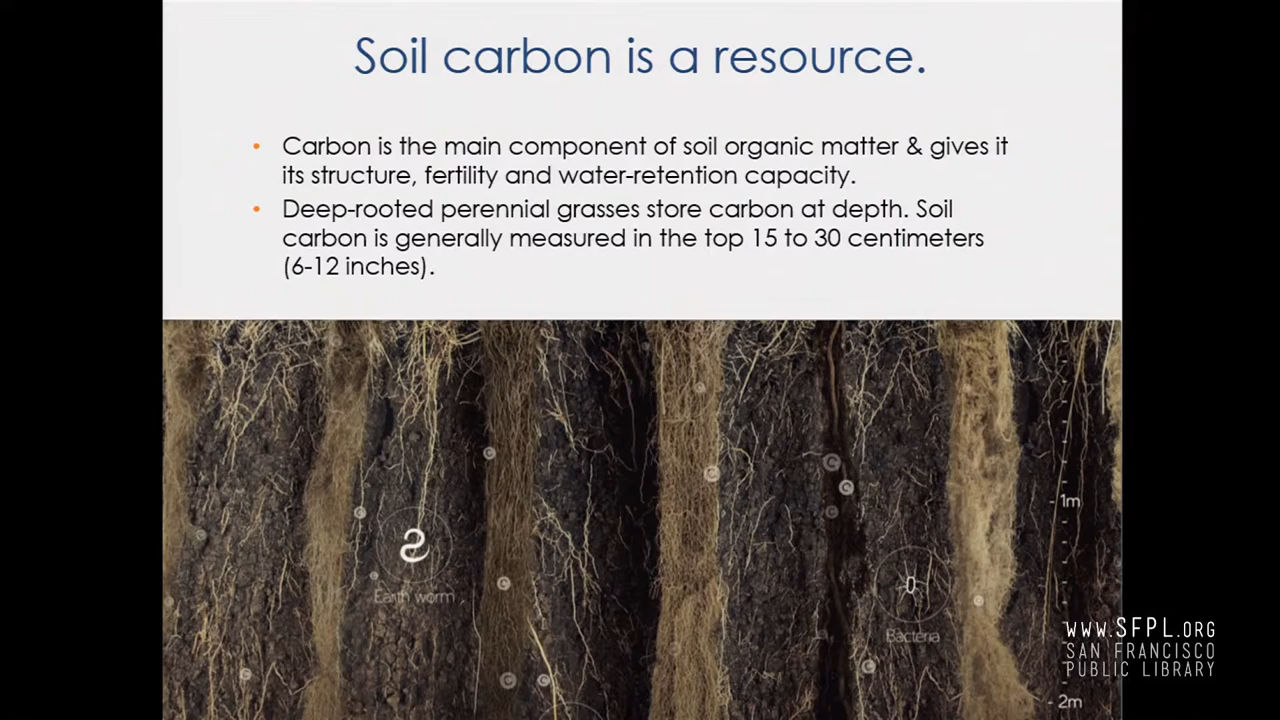 Soil carbon is a resource.
• Carbon is the main component of soil organic matter & gives it
its structure, fertility and water-retention capacity.
• Deep-rooted perennial grasses store carbon at depth. Soil
carbon is generally measured in the top 15 to 30 centimeters
(6-12 inches).
C
C
C
C
C
- 1m
C
C
C
Earth worm
C
C
Bacteria
C
C
C
C
C
www.SFPL.ORG
SAN FRANCISCO
PUBLIC LIBRARY
- 2m